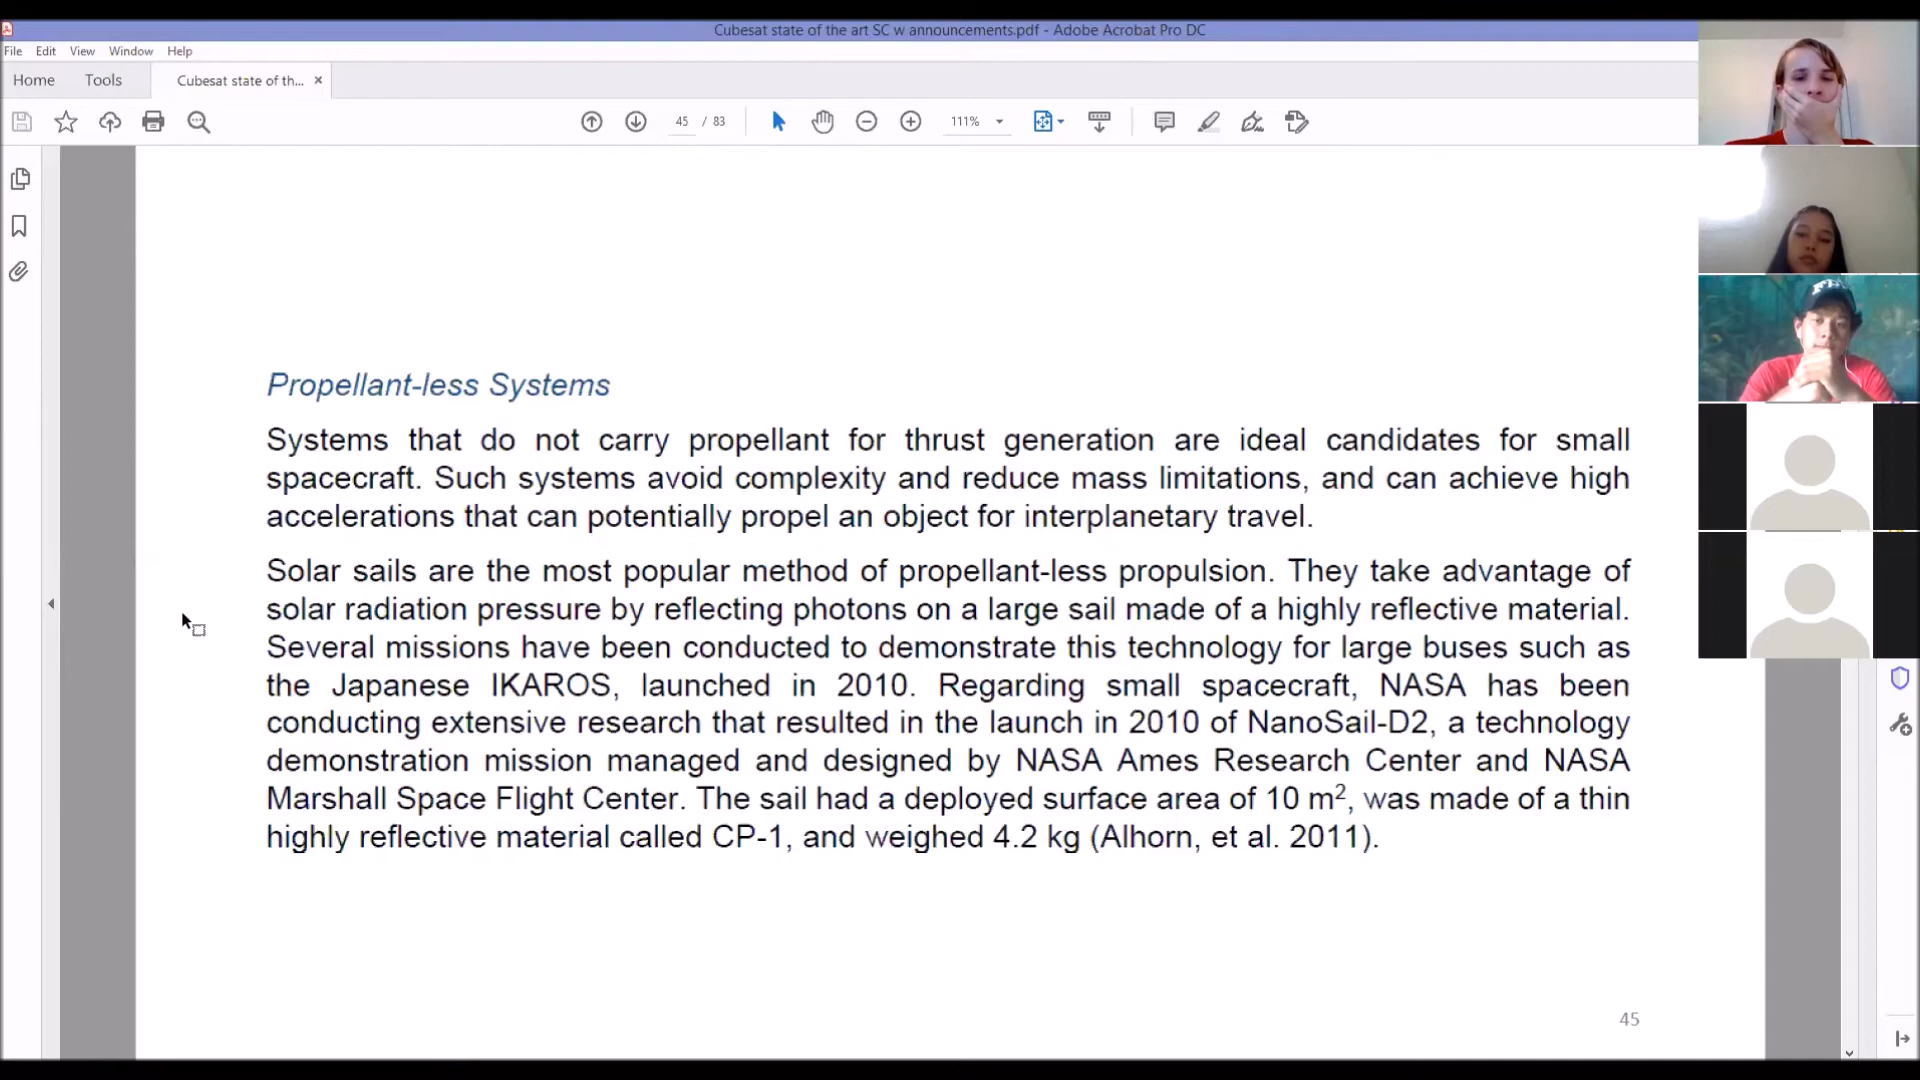 Cubesat state of the art SC w announcements.pdf - Adobe Acrobat Pro DC
File Edit View Window Help
Home Tools Cubesat state of th... ×
45 / 83 111%
Propellant-less Systems
Systems that do not carry propellant for thrust generation are ideal candidates for small
spacecraft. Such systems avoid complexity and reduce mass limitations, and can achieve high
accelerations that can potentially propel an object for interplanetary travel.
Solar sails are the most popular method of propellant-less propulsion. They take advantage of
solar radiation pressure by reflecting photons on a large sail made of a highly reflective material.
Several missions have been conducted to demonstrate this technology for large buses such as
the Japanese IKAROS, launched in 2010. Regarding small spacecraft, NASA has been
conducting extensive research that resulted in the launch in 2010 of NanoSail-D2, a technology
demonstration mission managed and designed by NASA Ames Research Center and NASA
Marshall Space Flight Center. The sail had a deployed surface area of 10 m², was made of a thin
highly reflective material called CP-1, and weighed 4.2 kg (Alhorn, et al. 2011).
45